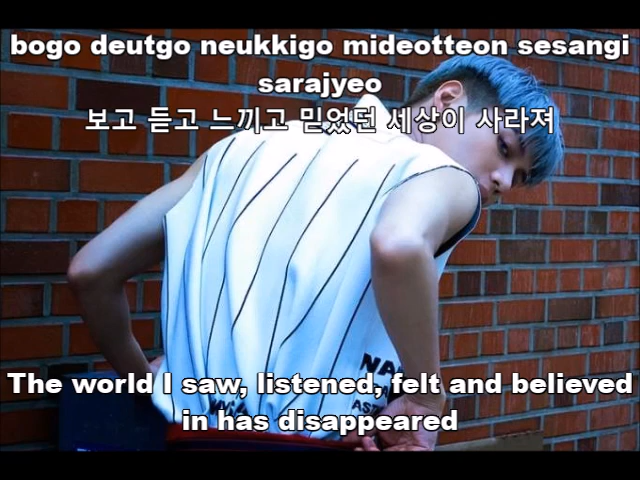 bogo deutgo neukkigo mideotteon sesangi
sarajyeo
보고 듣고 느끼고 믿었던 세상이 사라져
The world I saw, listened, felt and believed
in has disappeared